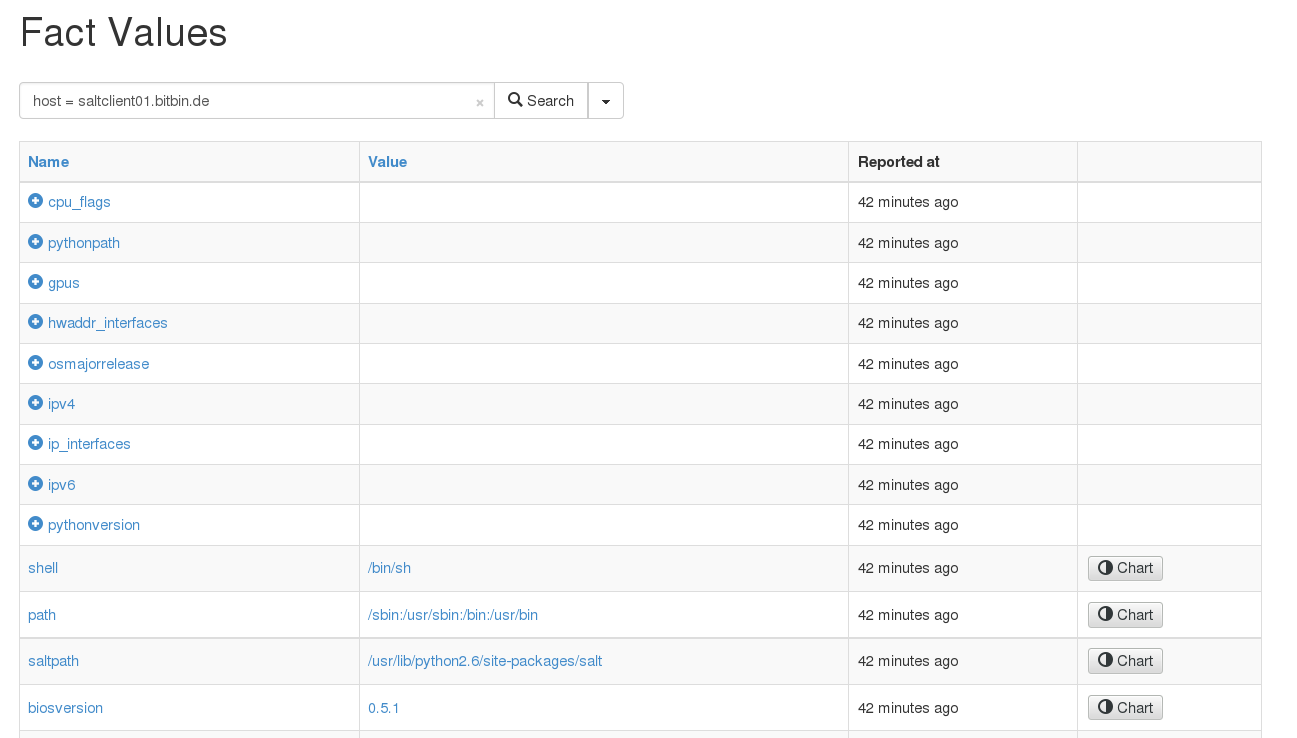 Fact Values
host = saltclient01.bitbin.de × Search
Name Value Reported at
cpu_flags 42 minutes ago
pythonpath 42 minutes ago
gpus 42 minutes ago
hwaddr_interfaces 42 minutes ago
osmajorrelease 42 minutes ago
ipv4 42 minutes ago
ip_interfaces 42 minutes ago
ipv6 42 minutes ago
pythonversion 42 minutes ago
shell /bin/sh 42 minutes ago Chart
path /sbin:/usr/sbin:/bin:/usr/bin 42 minutes ago Chart
saltpath /usr/lib/python2.6/site-packages/salt 42 minutes ago Chart
biosversion 0.5.1 42 minutes ago Chart